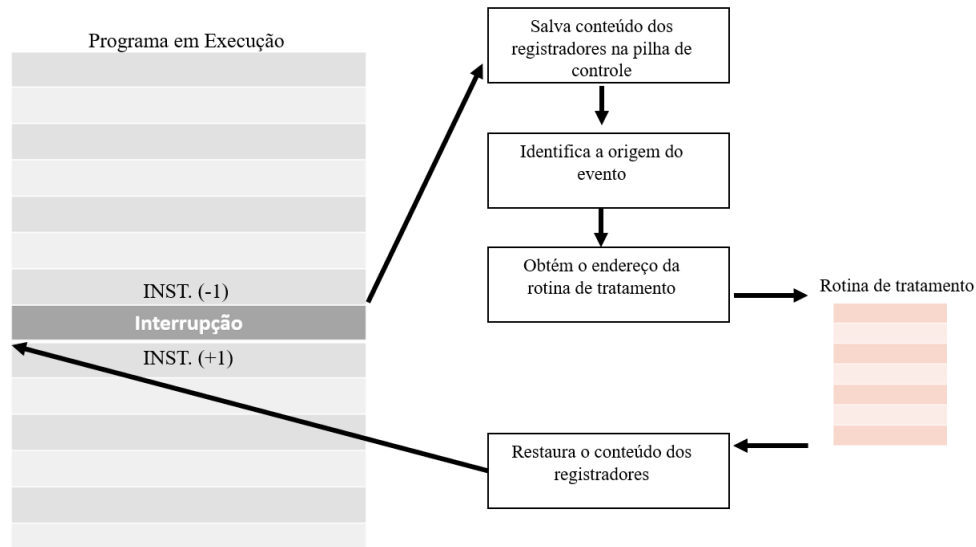 Programa em Execução
INST. (-1)
Interrupção
INST. (+1)
Salva conteúdo dos
registradores na pilha de
controle
Identifica a origem do
evento
Obtém o endereço da
rotina de tratamento
Rotina de tratamento
Restaura o conteúdo dos
registradores